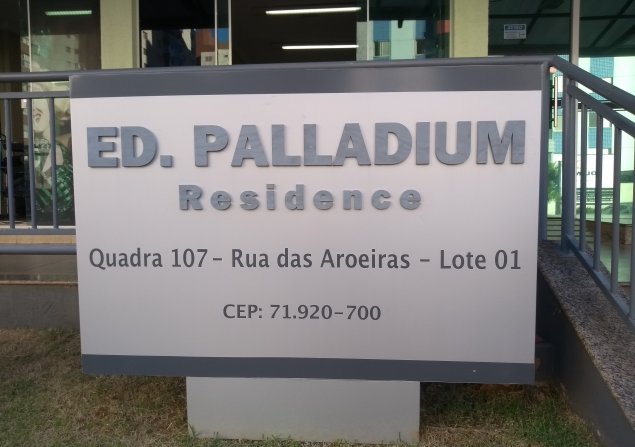 ED. PALLADIUM
Residence
Quadra 107 - Rua das Aroeiras - Lote 01
CEP: 71.920-700